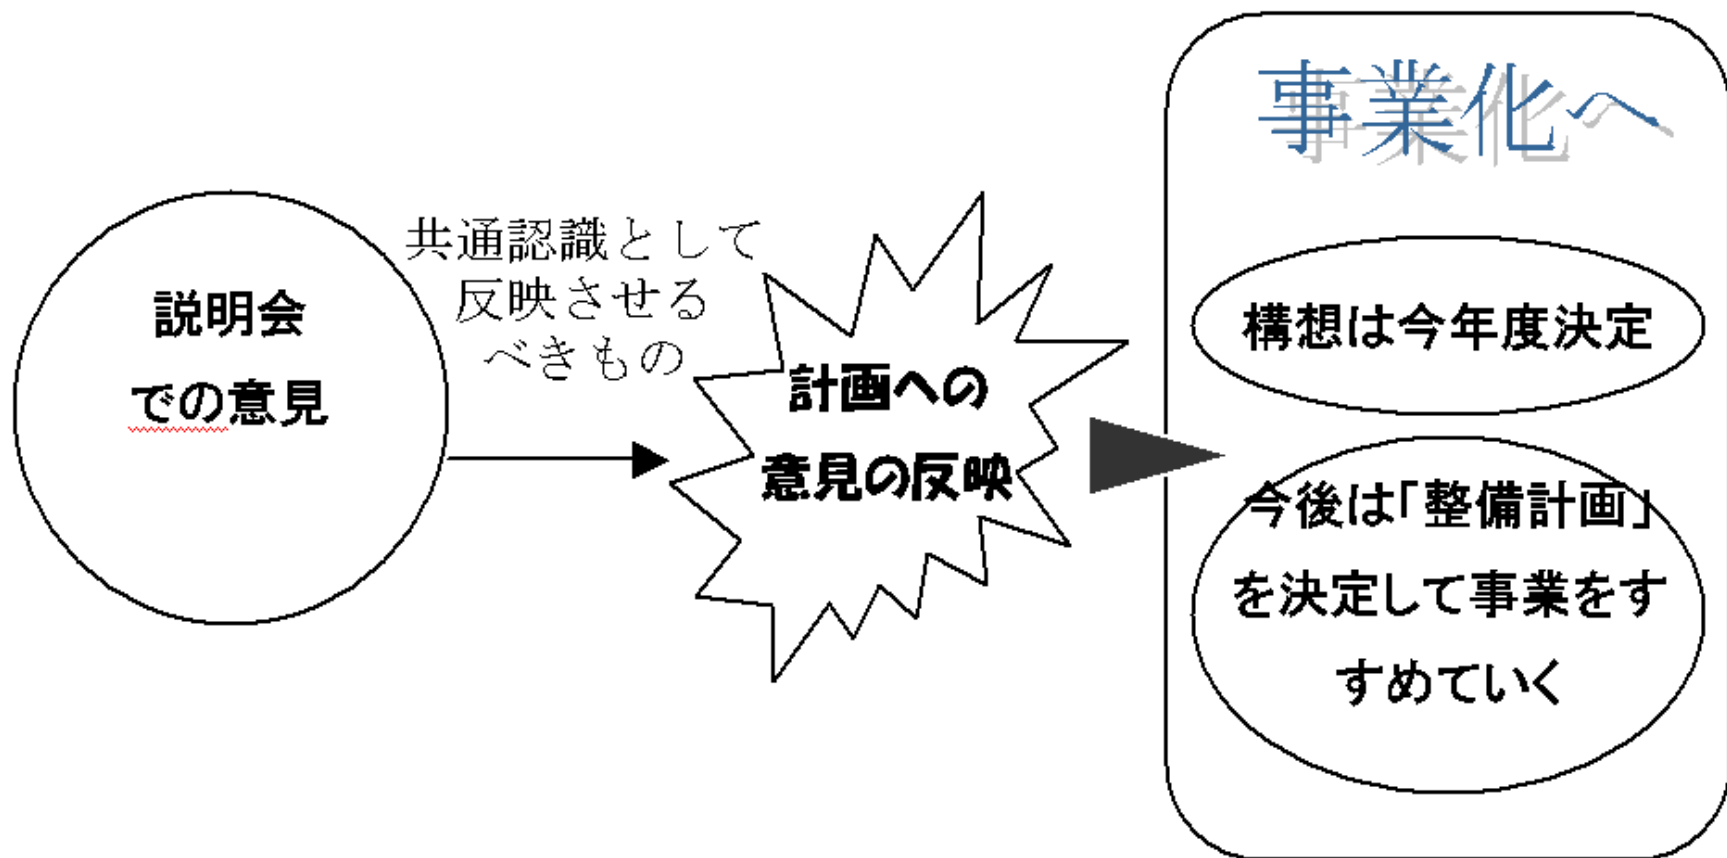 説明会
での意見
共通認識として
反映させる
べきもの
計画への
意見の反映
事業化へ
構想は今年度決定
今後は「整備計画」
を決定して事業をす
すめていく